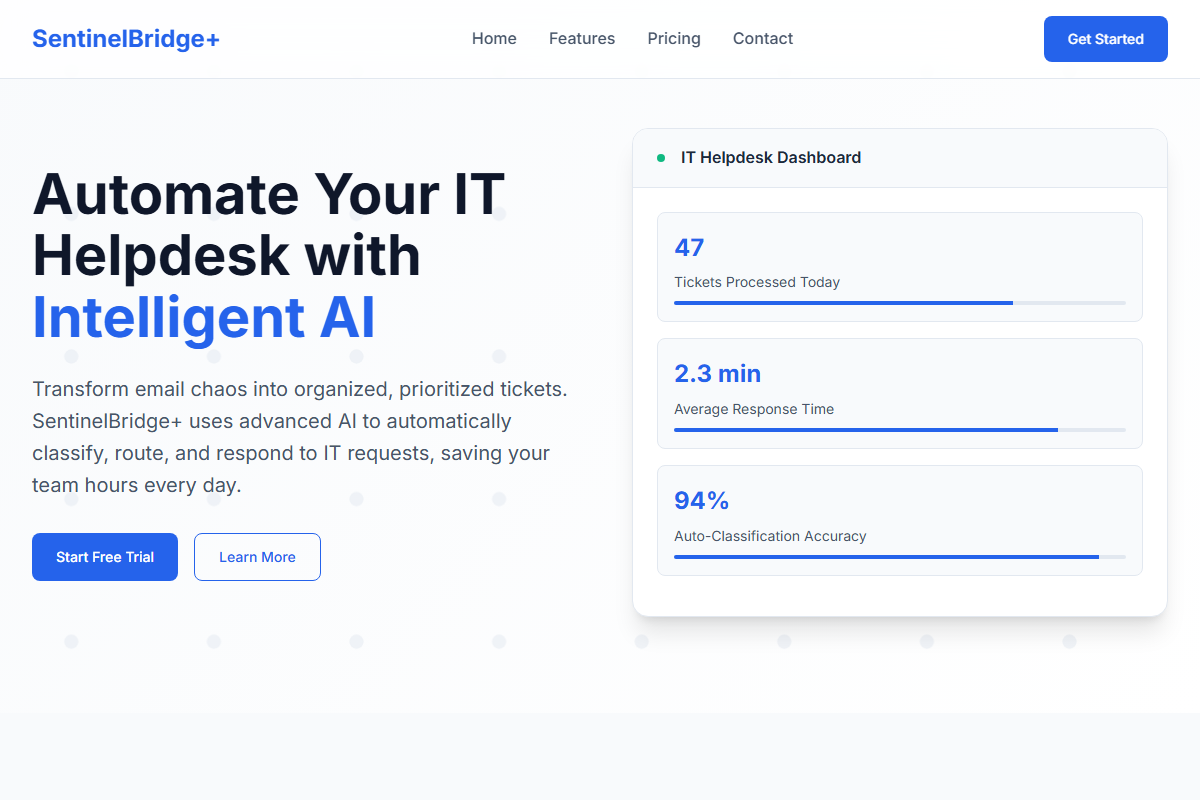 SentinelBridge+
Home
Features
Pricing
Contact
Get Started
Automate Your IT
Helpdesk with
Intelligent AI
Transform email chaos into organized, prioritized tickets.
SentinelBridge+ uses advanced AI to automatically
classify, route, and respond to IT requests, saving your
team hours every day.
Start Free Trial
Learn More
IT Helpdesk Dashboard
47
Tickets Processed Today
2.3 min
Average Response Time
94%
Auto-Classification Accuracy